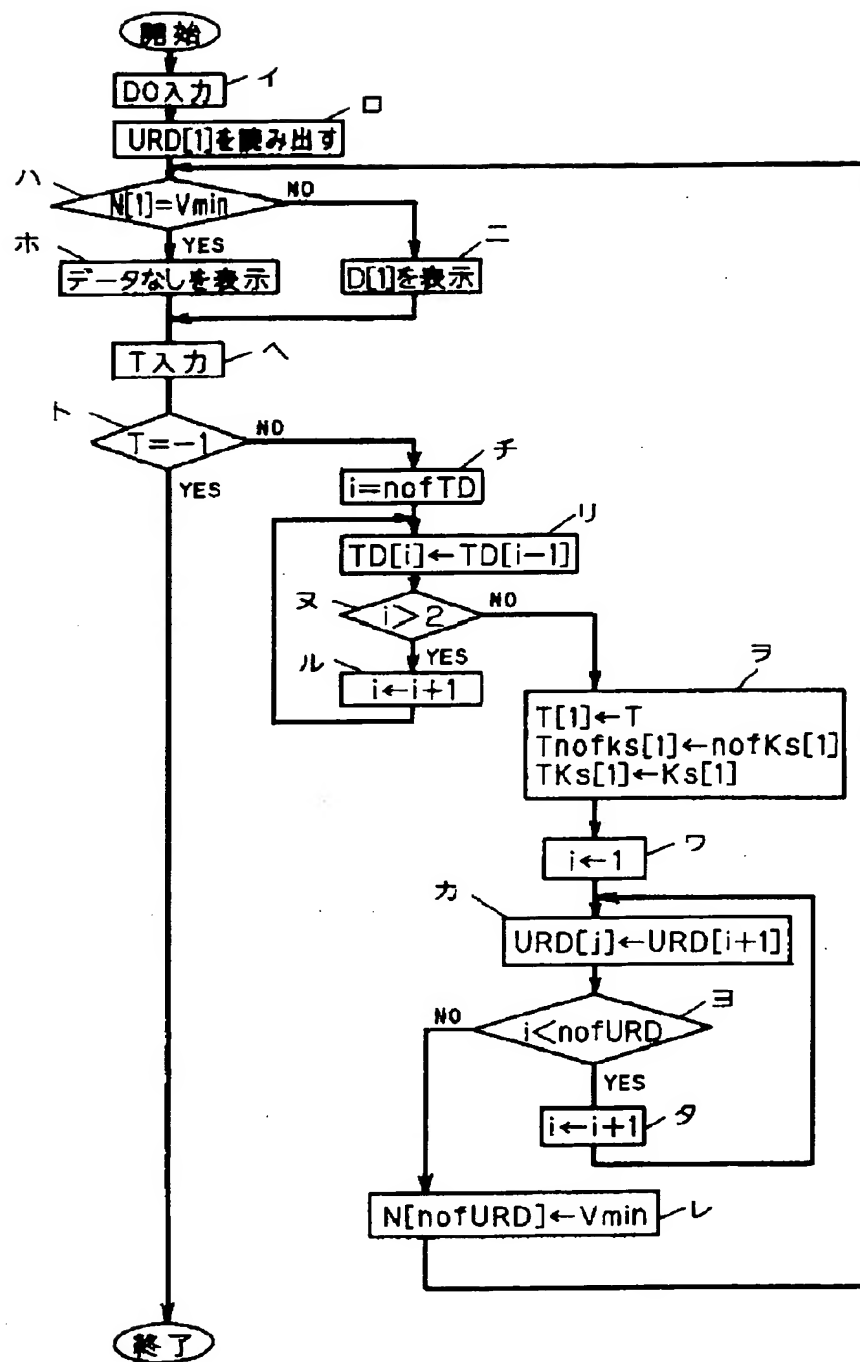 開始
DO入力
イ
URD[1]を読み出す
ロ
ハ
N[1]=Vmin
NO
YES
ホ
データなしを表示
ニ
D[1]を表示
T入力
ヘ
ト
T=-1
NO
YES
チ
i=nofTD
リ
TD[i]←TD[i-1]
ヌ
i>2
NO
YES
ル
i←i+1
ヲ
T[1]←T
Tnofks[1]←nofKs[1]
TKs[1]←Ks[1]
ワ
i←1
カ
URD[j]←URD[i+1]
ヨ
i<nofURD
NO
YES
i←i+1
タ
N[nofURD]←Vmin
レ
終了